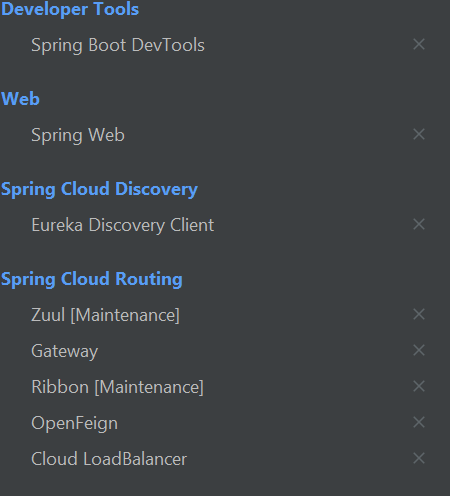 Developer Tools
Spring Boot DevTools
Web
Spring Web
Spring Cloud Discovery
Eureka Discovery Client
Spring Cloud Routing
Zuul [Maintenance]
Gateway
Ribbon [Maintenance]
OpenFeign
Cloud LoadBalancer